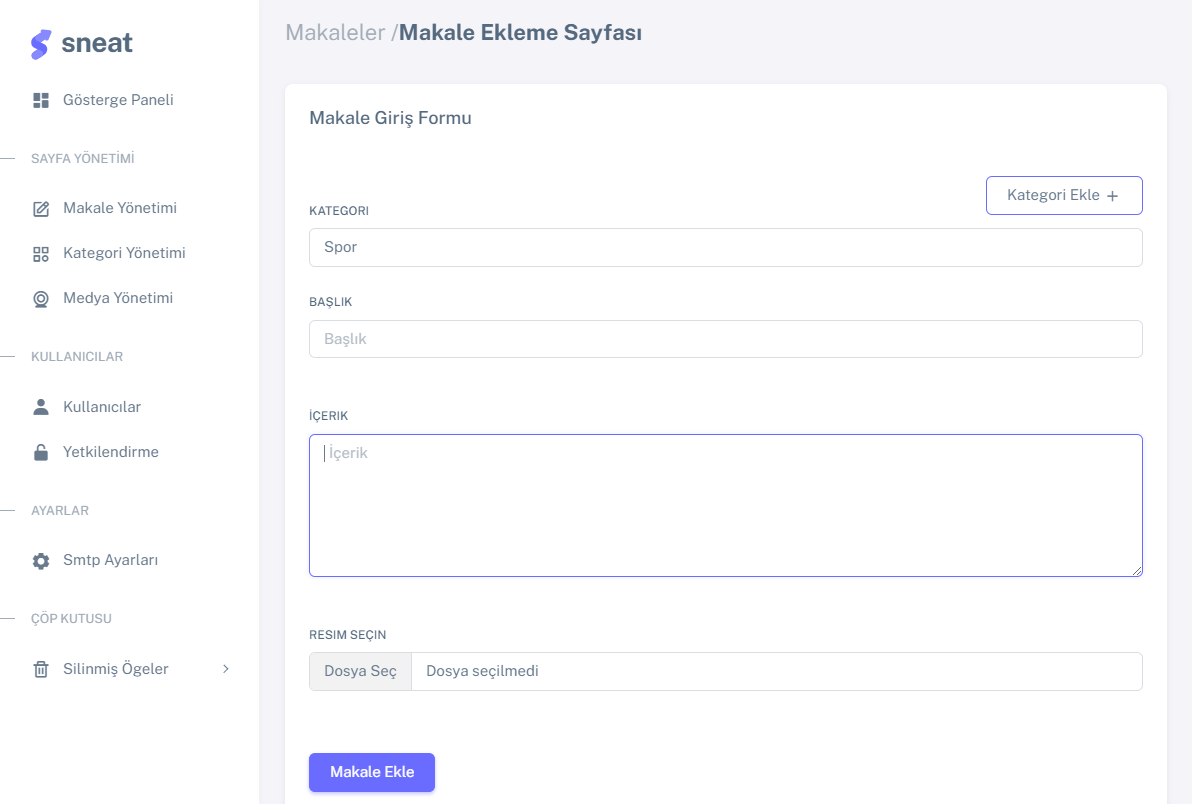 sneat
Gösterge Paneli
SAYFA YÖNETİMİ
Makale Yönetimi
Kategori Yönetimi
Medya Yönetimi
KULLANICILAR
Kullanıcılar
Yetkilendirme
AYARLAR
Smtp Ayarları
ÇÖP KUTUSU
Silinmiş Ögeler
Makaleler /Makale Ekleme Sayfası
Makale Giriş Formu
Kategori Ekle +
KATEGORI
Spor
BAŞLIK
Başlık
İÇERIK
İçerik
RESIM SEÇIN
Dosya Seç Dosya seçilmedi
Makale Ekle